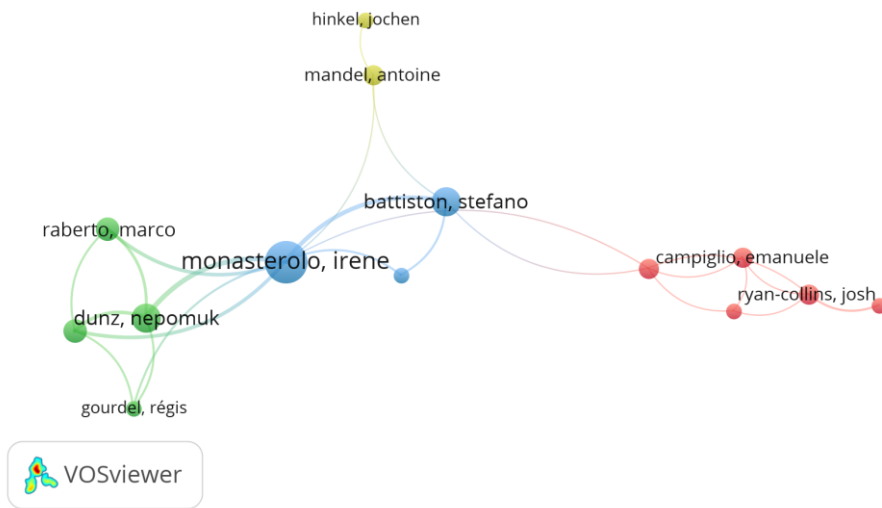 hinkel, jochen
mandel, antoine
battiston, stefano
raberto, marco
monasterolo, irene
campiglio, emanuele
ryan-collins, josh
dunz, nepomuk
gourdel, régis
VOSviewer